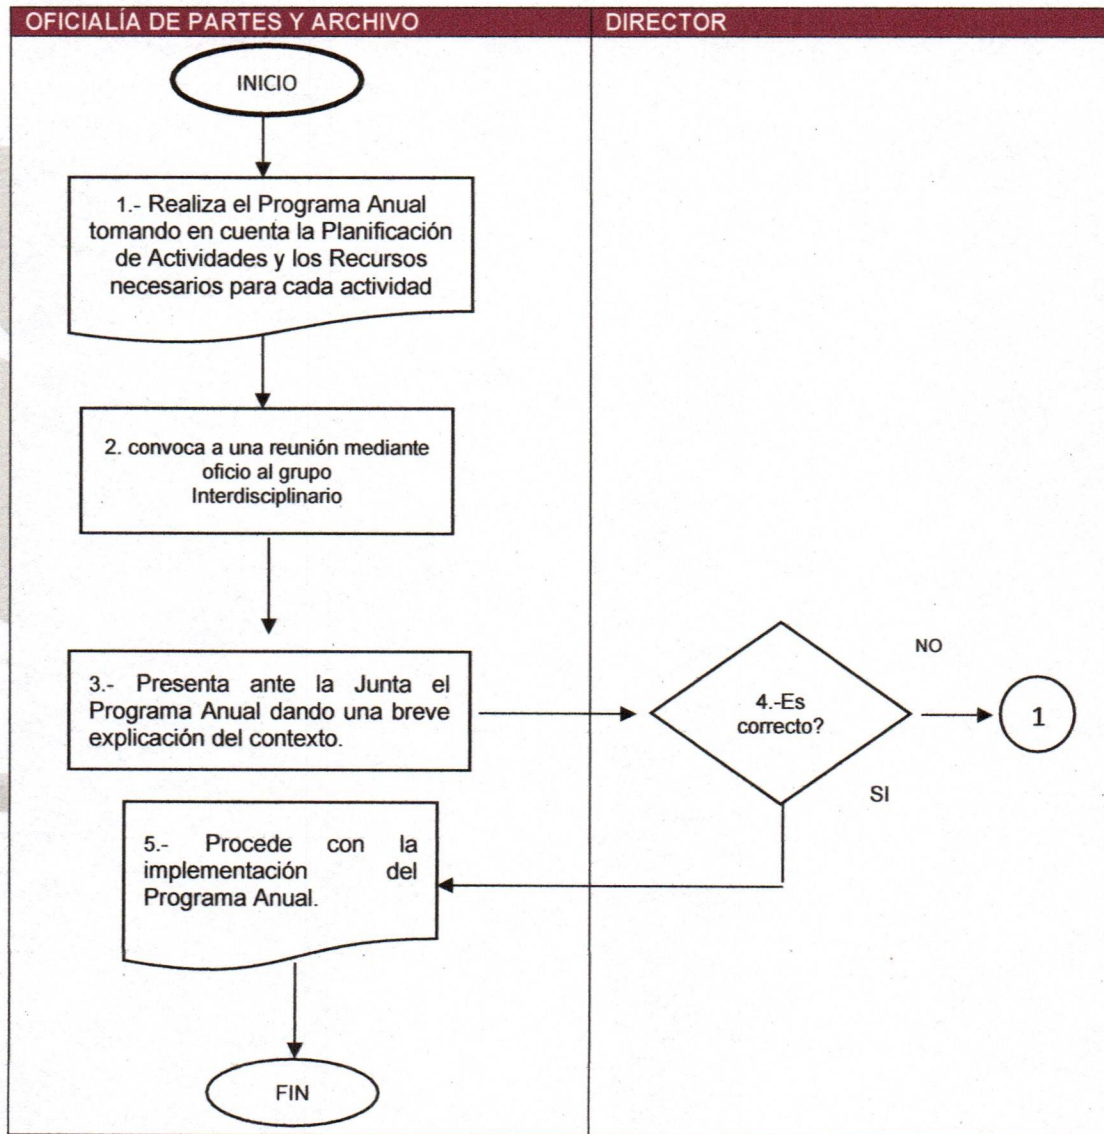 OFICIALÍA DE PARTES Y ARCHIVO
DIRECTOR
INICIO
1.- Realiza el Programa Anual
tomando en cuenta la Planificación
de Actividades y los Recursos
necesarios para cada actividad
2. convoca a una reunión mediante
oficio al grupo
Interdisciplinario
3.- Presenta ante la Junta el
Programa Anual dando una breve
explicación del contexto.
4.-Es
correcto?
NO
1
SI
5.- Procede con la
implementación del
Programa Anual.
FIN